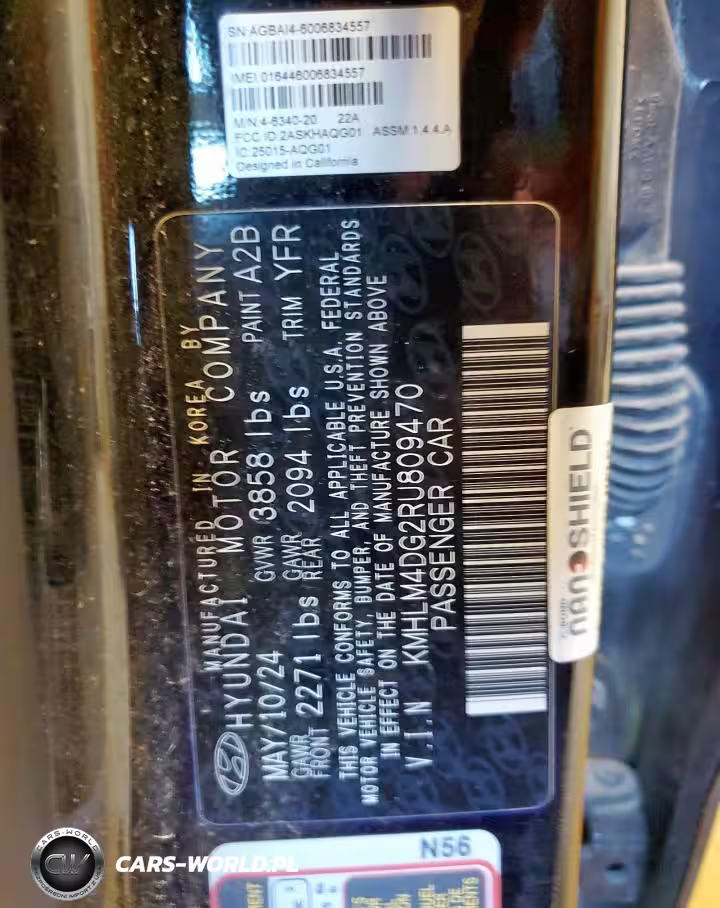 SN:AGBAI4-6006834557
IMEI 016446006834557
M/N:4-6340-20 22A
FCC ID:2ASKHAQG01 ASSM:1.4.4.A
IC:25015-AQG01
Designed in California
MANUFACTURED IN KOREA BY
HYUNDAI MOTOR COMPANY
MAY/10/24 GVWR 3858 lbs PAINT A2B
GAWR FRONT 2271 lbs GAWR REAR 2094 lbs TRIM YFR
THIS VEHICLE CONFORMS TO ALL APPLICABLE U.S.A. FEDERAL
MOTOR VEHICLE SAFETY, BUMPER, AND THEFT PREVENTION STANDARDS
IN EFFECT ON THE DATE OF MANUFACTURE SHOWN ABOVE
V.I.N KMHLM4DG2RU809470
PASSENGER CAR
NANOSHIELD
N56
CARS-WORLD
CW
CARS-WORLD.PL